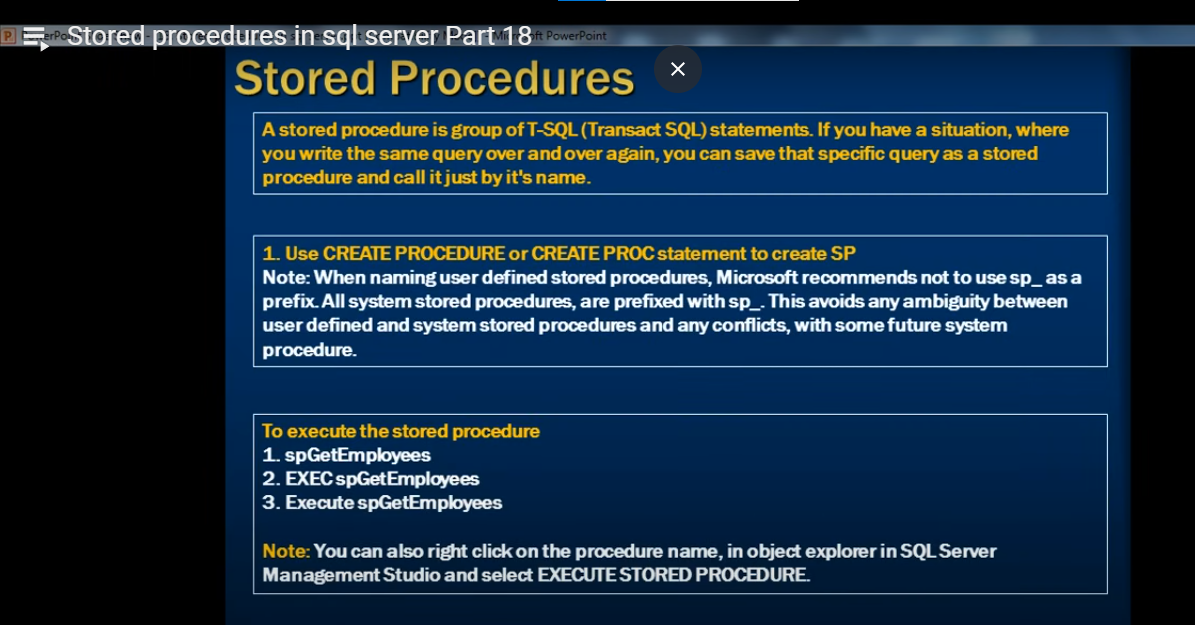 Stored procedures in sql server Part 18
PowerPoint
Stored Procedures
A stored procedure is group of T-SQL (Transact SQL) statements. If you have a situation, where
you write the same query over and over again, you can save that specific query as a stored
procedure and call it just by it's name.
1. Use CREATE PROCEDURE or CREATE PROC statement to create SP
Note: When naming user defined stored procedures, Microsoft recommends not to use sp_ as a
prefix. All system stored procedures, are prefixed with sp_. This avoids any ambiguity between
user defined and system stored procedures and any conflicts, with some future system
procedure.
To execute the stored procedure
1. spGetEmployees
2. EXEC spGetEmployees
3. Execute spGetEmployees
Note: You can also right click on the procedure name, in object explorer in SQL Server
Management Studio and select EXECUTE STORED PROCEDURE.